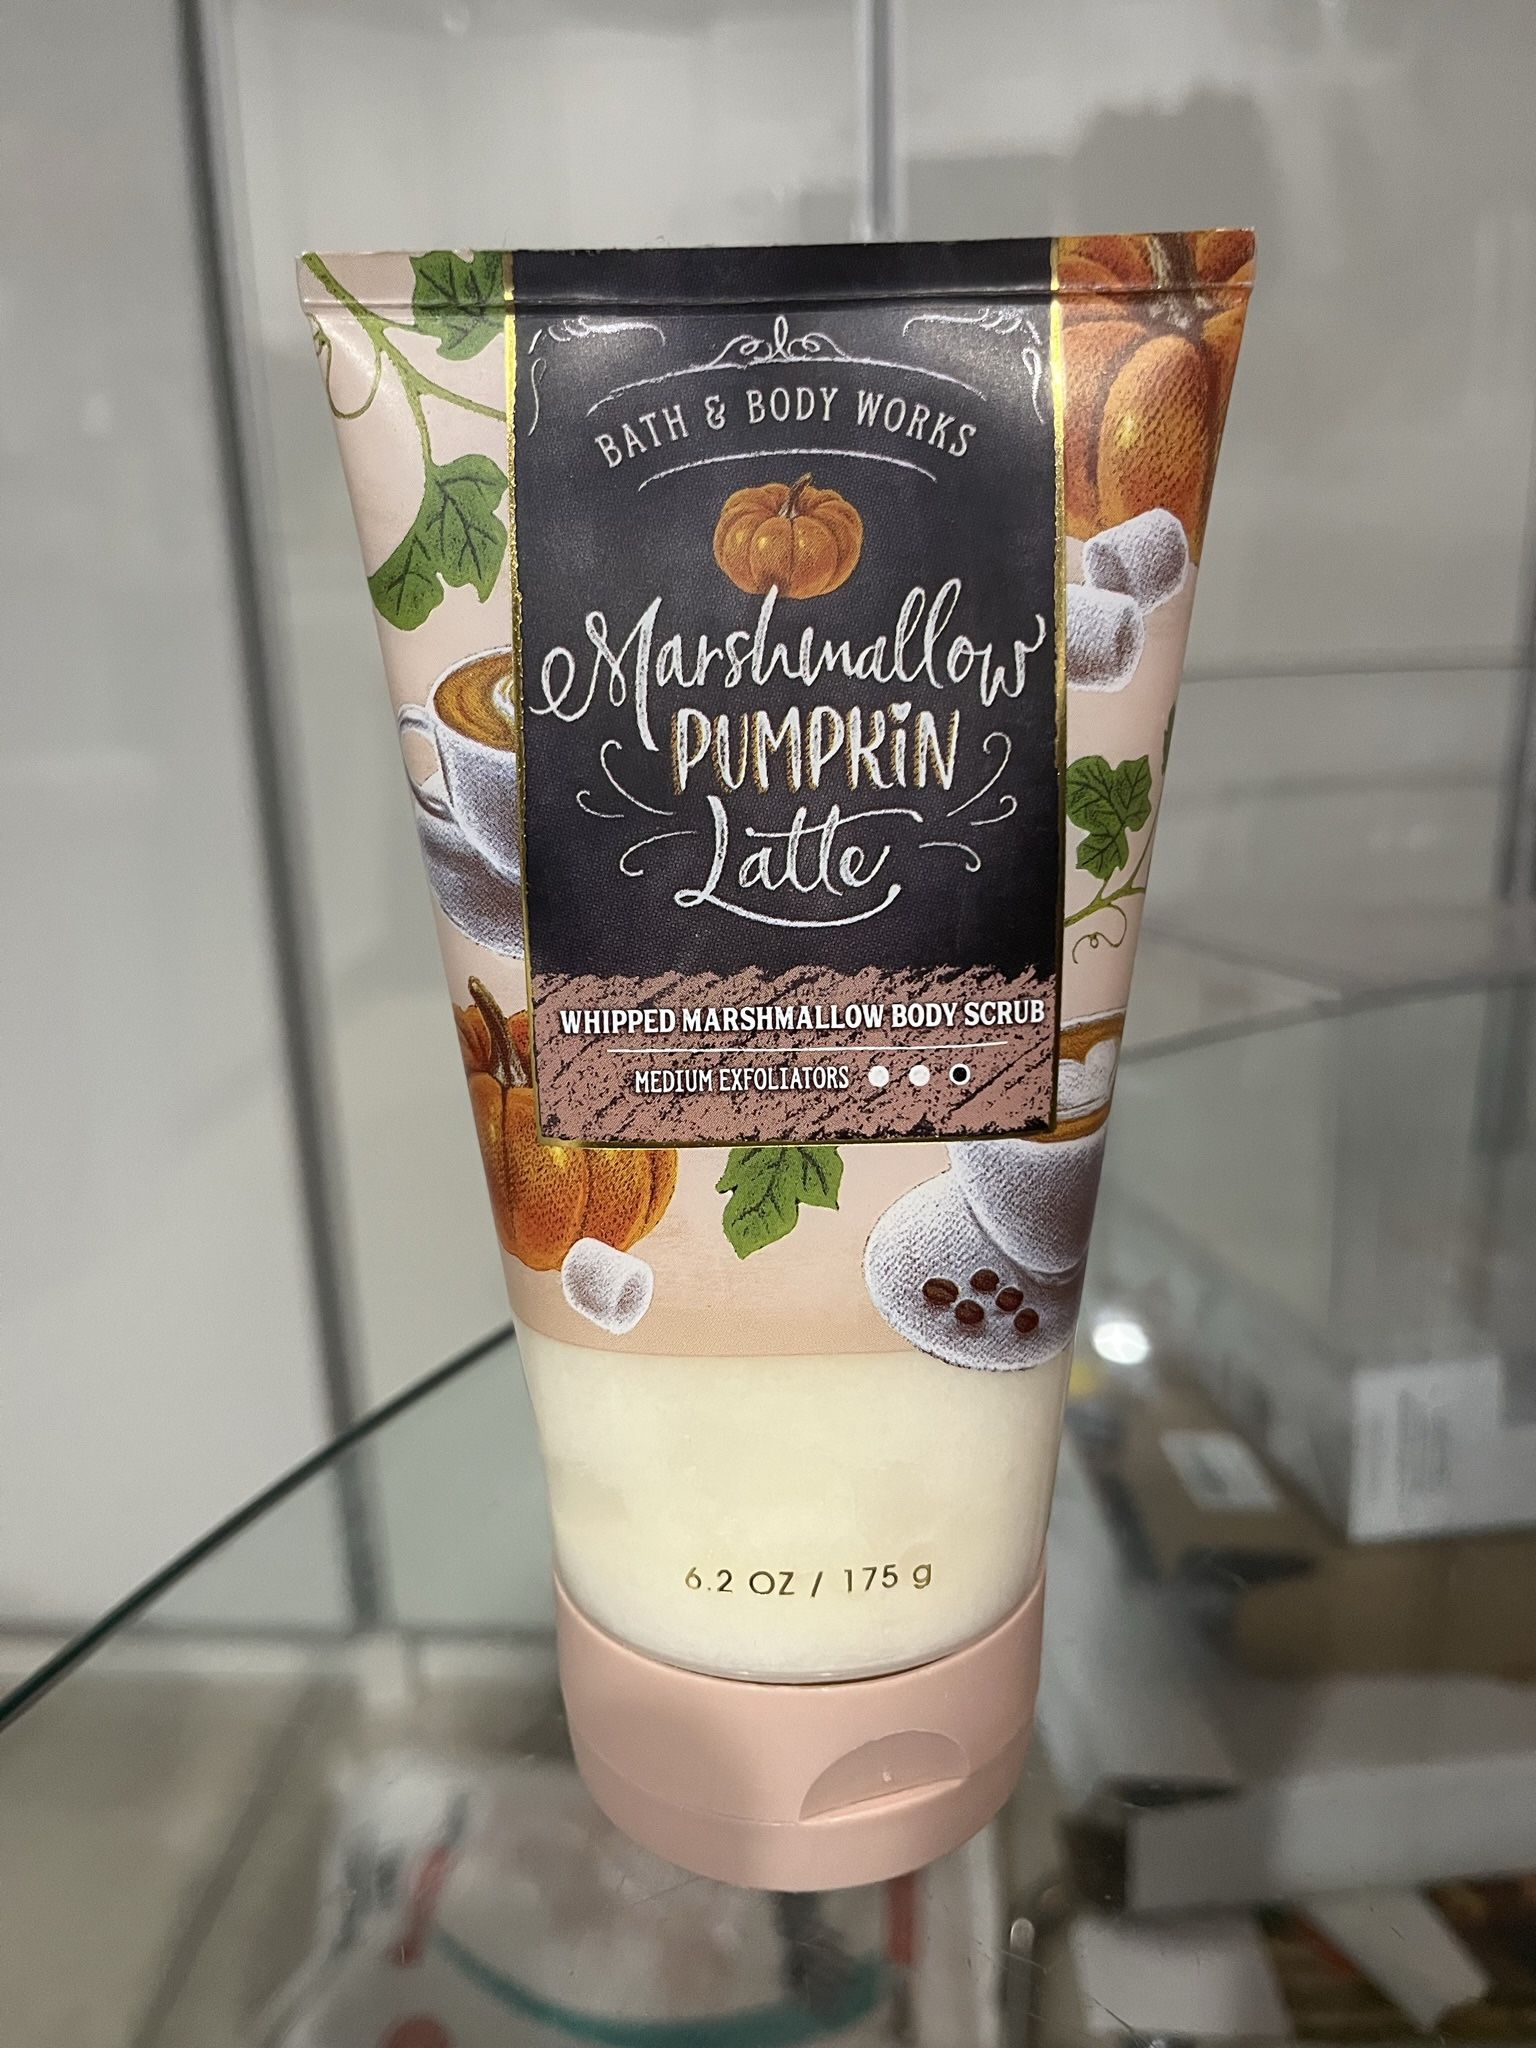 BATH & BODY WORKS
Marshmallow
PUMPKiN
Latte
WHIPPED MARSHMALLOW BODY SCRUB
MEDIUM EXFOLIATORS
6.2 OZ / 175 g